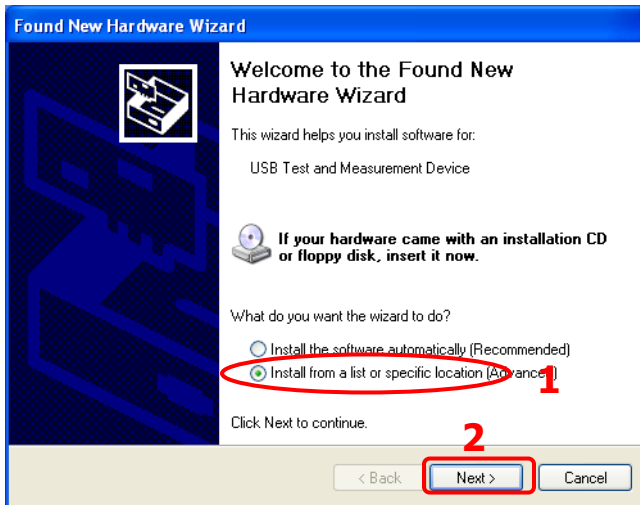 Found New Hardware Wizard
Welcome to the Found New
Hardware Wizard
This wizard helps you install software for:
USB Test and Measurement Device
If your hardware came with an installation CD
or floppy disk, insert it now.
What do you want the wizard to do?
Install the software automatically (Recommended)
Install from a list or specific location (Advanced)
1
Click Next to continue.
2
< Back
Next >
Cancel